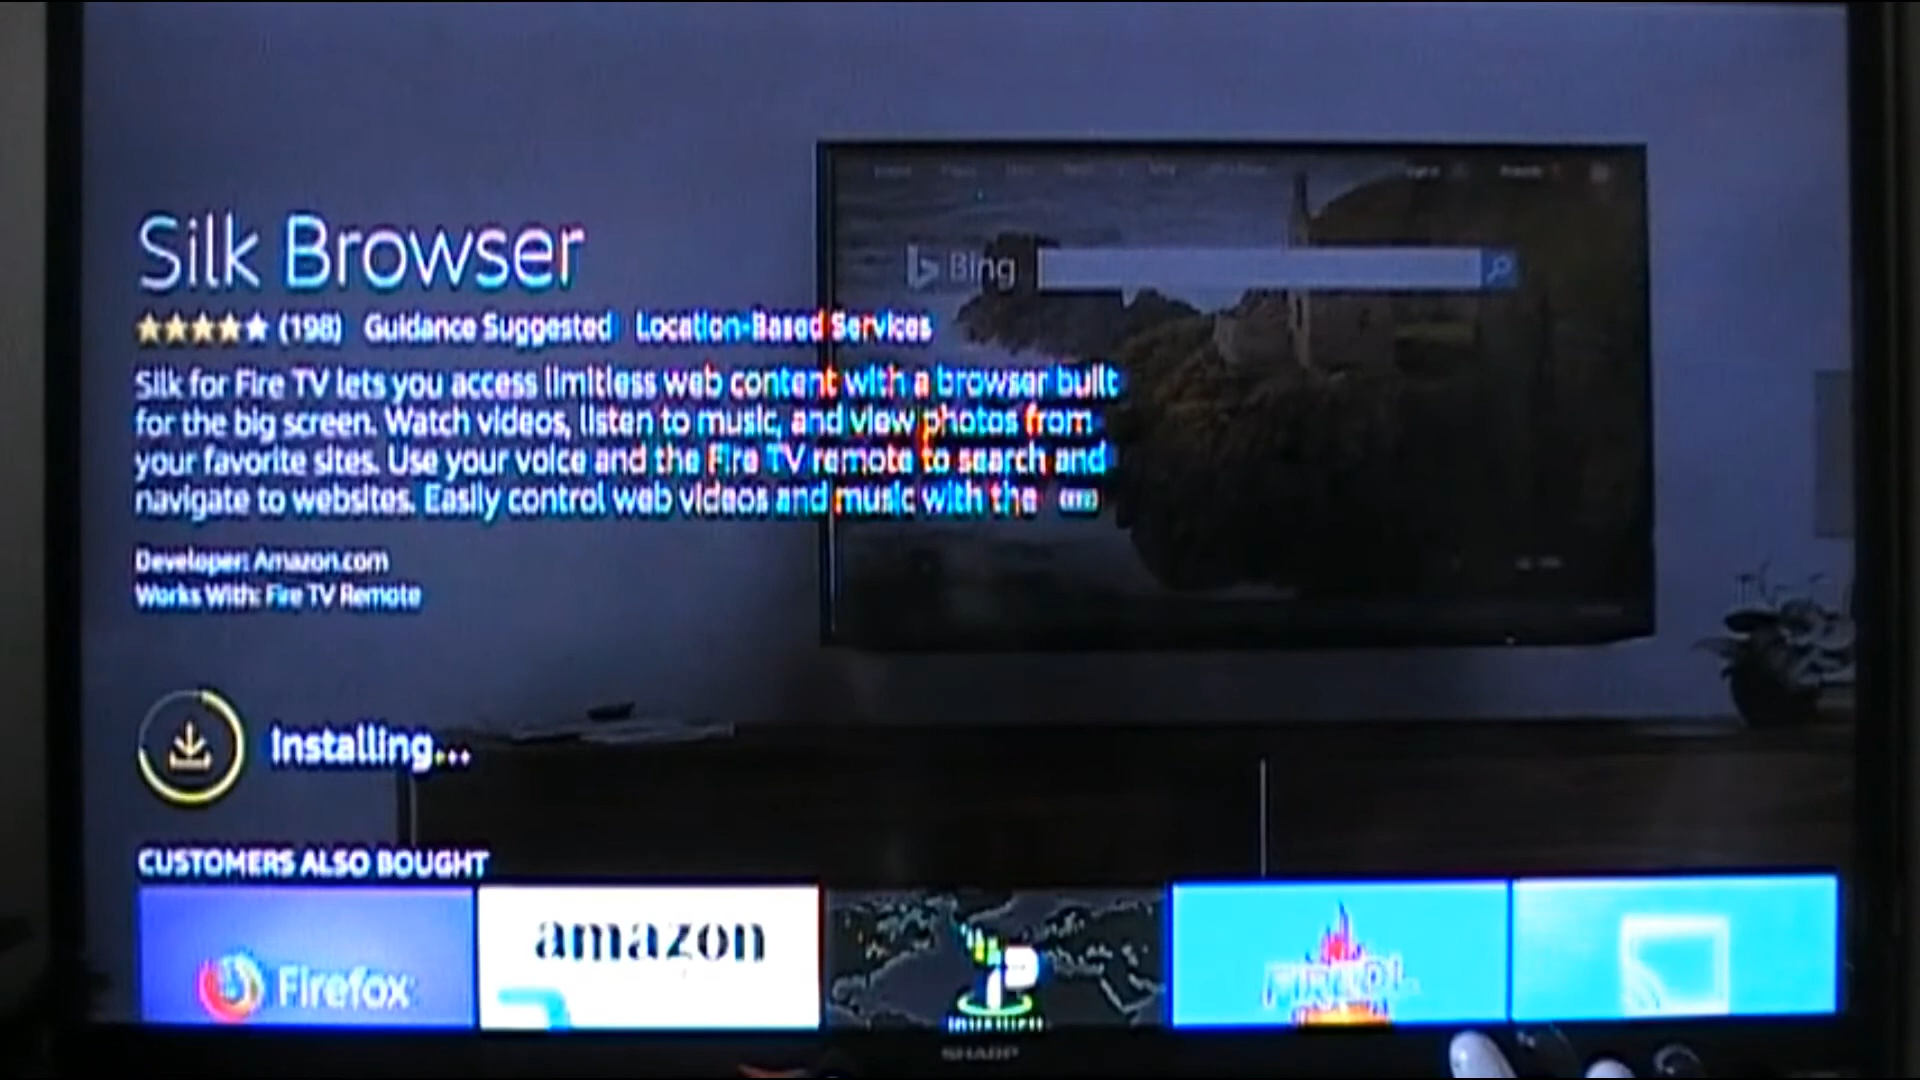 Bing
Silk Browser
(198) Guidance Suggested Location-Based Services
Silk for Fire TV lets you access limitless web content with a browser built
for the big screen. Watch videos, listen to music, and view photos from
your favorite sites. Use your voice and the Fire TV remote to search and
navigate to websites. Easily control web videos and music with the
Developer: Amazon.com
Works With: Fire TV Remote
Installing...
CUSTOMERS ALSO BOUGHT
Firefox
amazon
SHARP